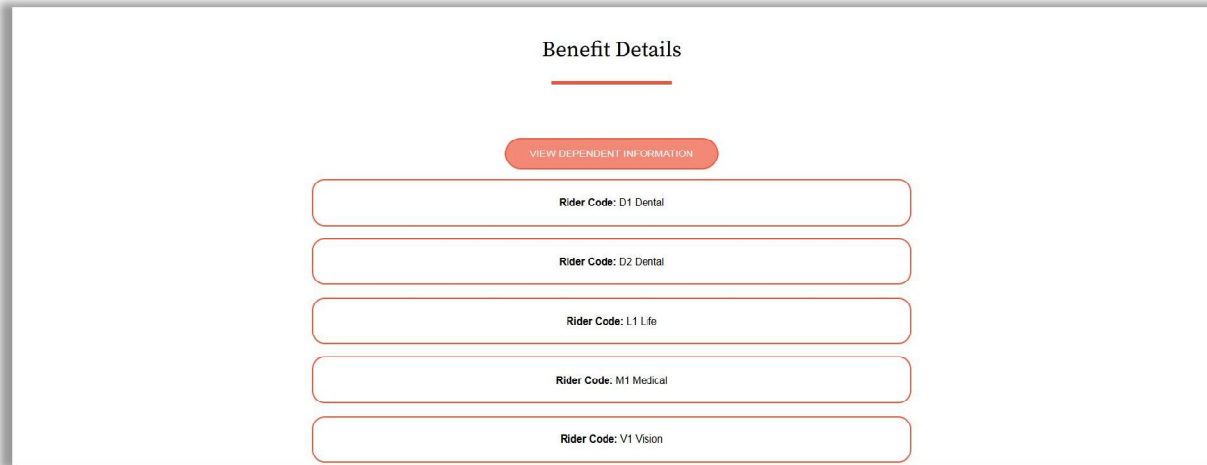 Benefit Details
VIEW DEPENDENT INFORMATION
Rider Code: D1 Dental
Rider Code: D2 Dental
Rider Code: L1 Life
Rider Code: M1 Medical
Rider Code: V1 Vision